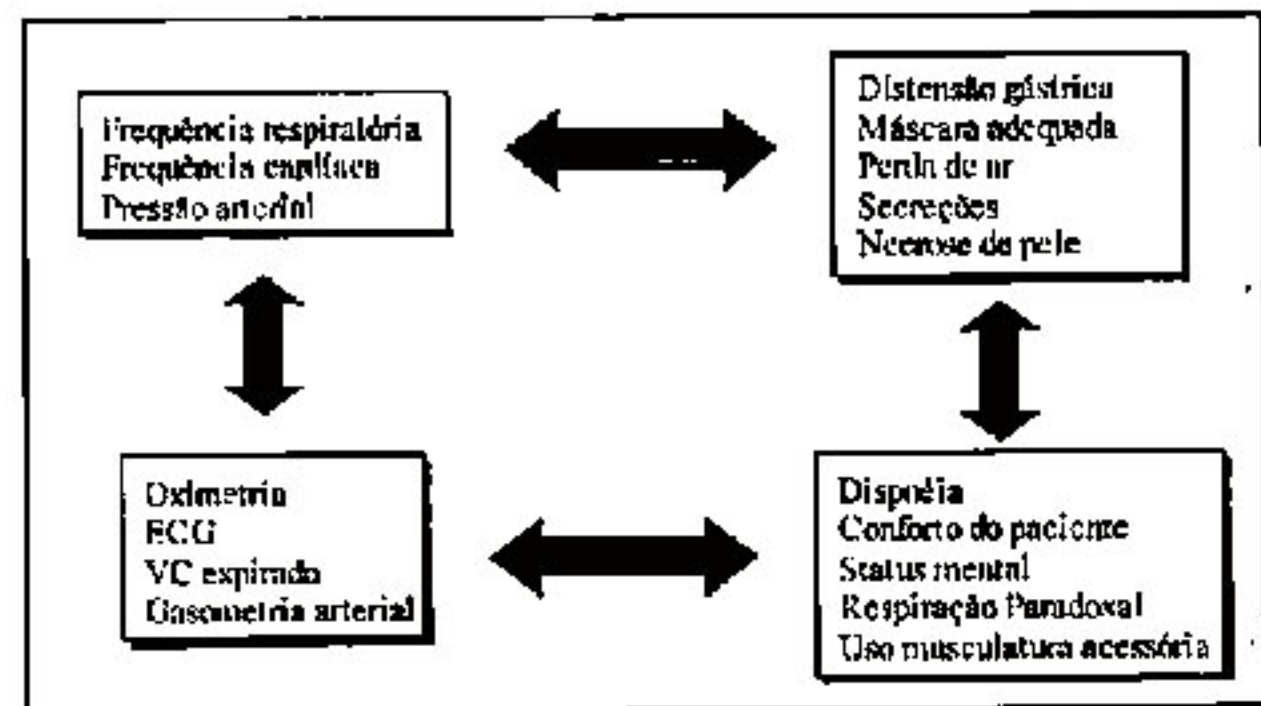 Frequência respiratória
Frequência cardíaca
Pressão arterial
Distensão gástrica
Máscara adequada
Perda de ar
Secreções
Necrose de pele
Oximetria
ECG
VC expirado
Gasometria arterial
Dispnéia
Conforto do paciente
Status mental
Respiração Paradoxal
Uso musculatura acessória